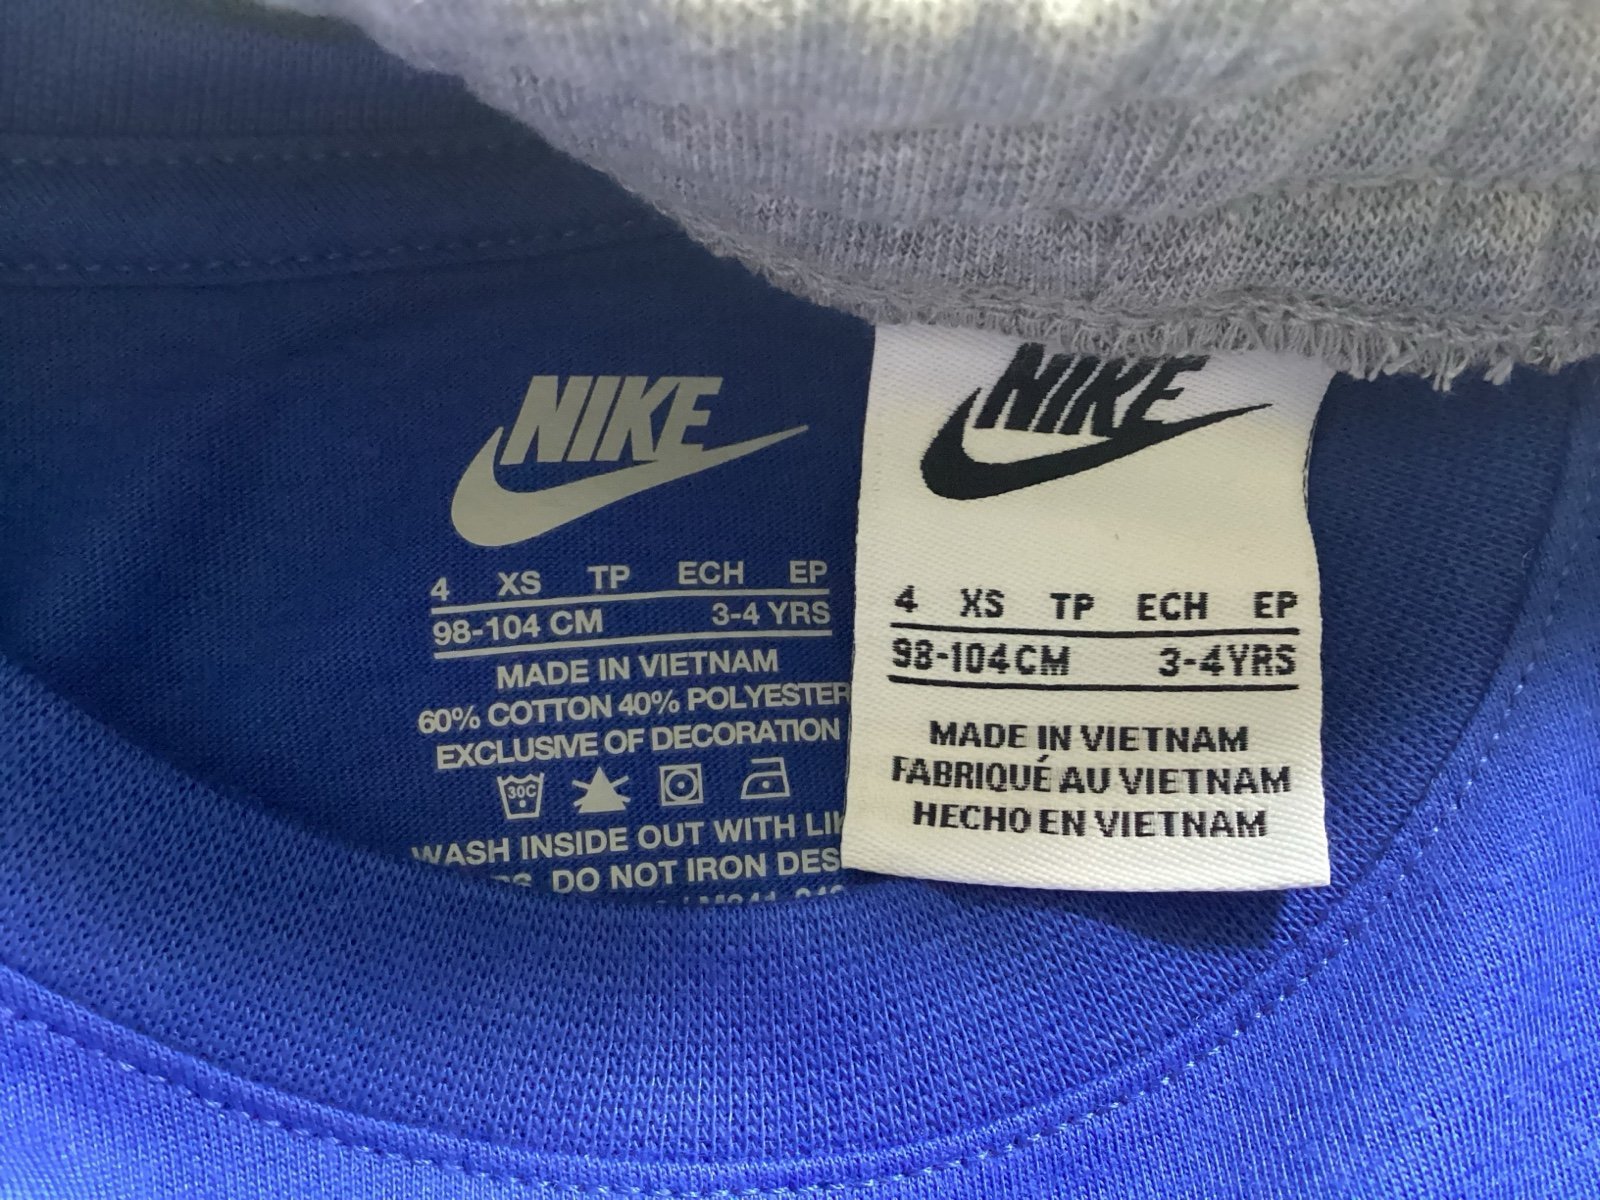 NIKE
4 XS TP ECH EP
98-104 CM 3-4 YRS
MADE IN VIETNAM
60% COTTON 40% POLYESTER
EXCLUSIVE OF DECORATION
30C
WASH INSIDE OUT WITH
DO NOT IRON
NIKE
4 XS TP ECH EP
98-104CM 3-4YRS
MADE IN VIETNAM
FABRIQUÉ AU VIETNAM
HECHO EN VIETNAM